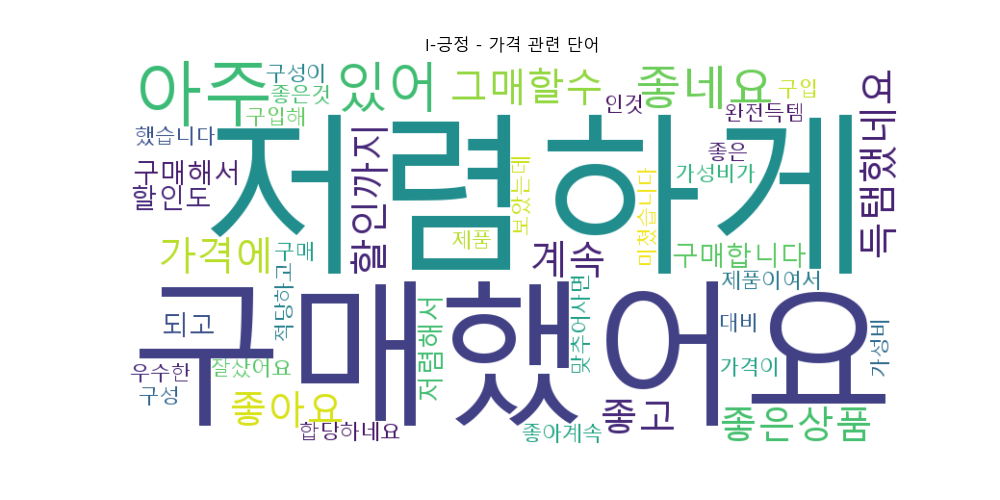 I-긍정 - 가격 관련 단어
아주
구성이
좋은것
구입해
있어
그매할수
인것
좋네요
구입
완전득템
득템했네요
했습니다
구매해서
할인도
저렴하게
할인까지
보았는데
제품
미쳤습니다
좋은
가성비가
가격에
구매
계속
구매합니다
적당하고
제품이여서
되고
구매했어요
저렴해서
맞추어사면
대비
가격이
가성비
우수한
구성
잘샀어요
좋아요
합당하네요
좋아계속
좋고
좋은상품